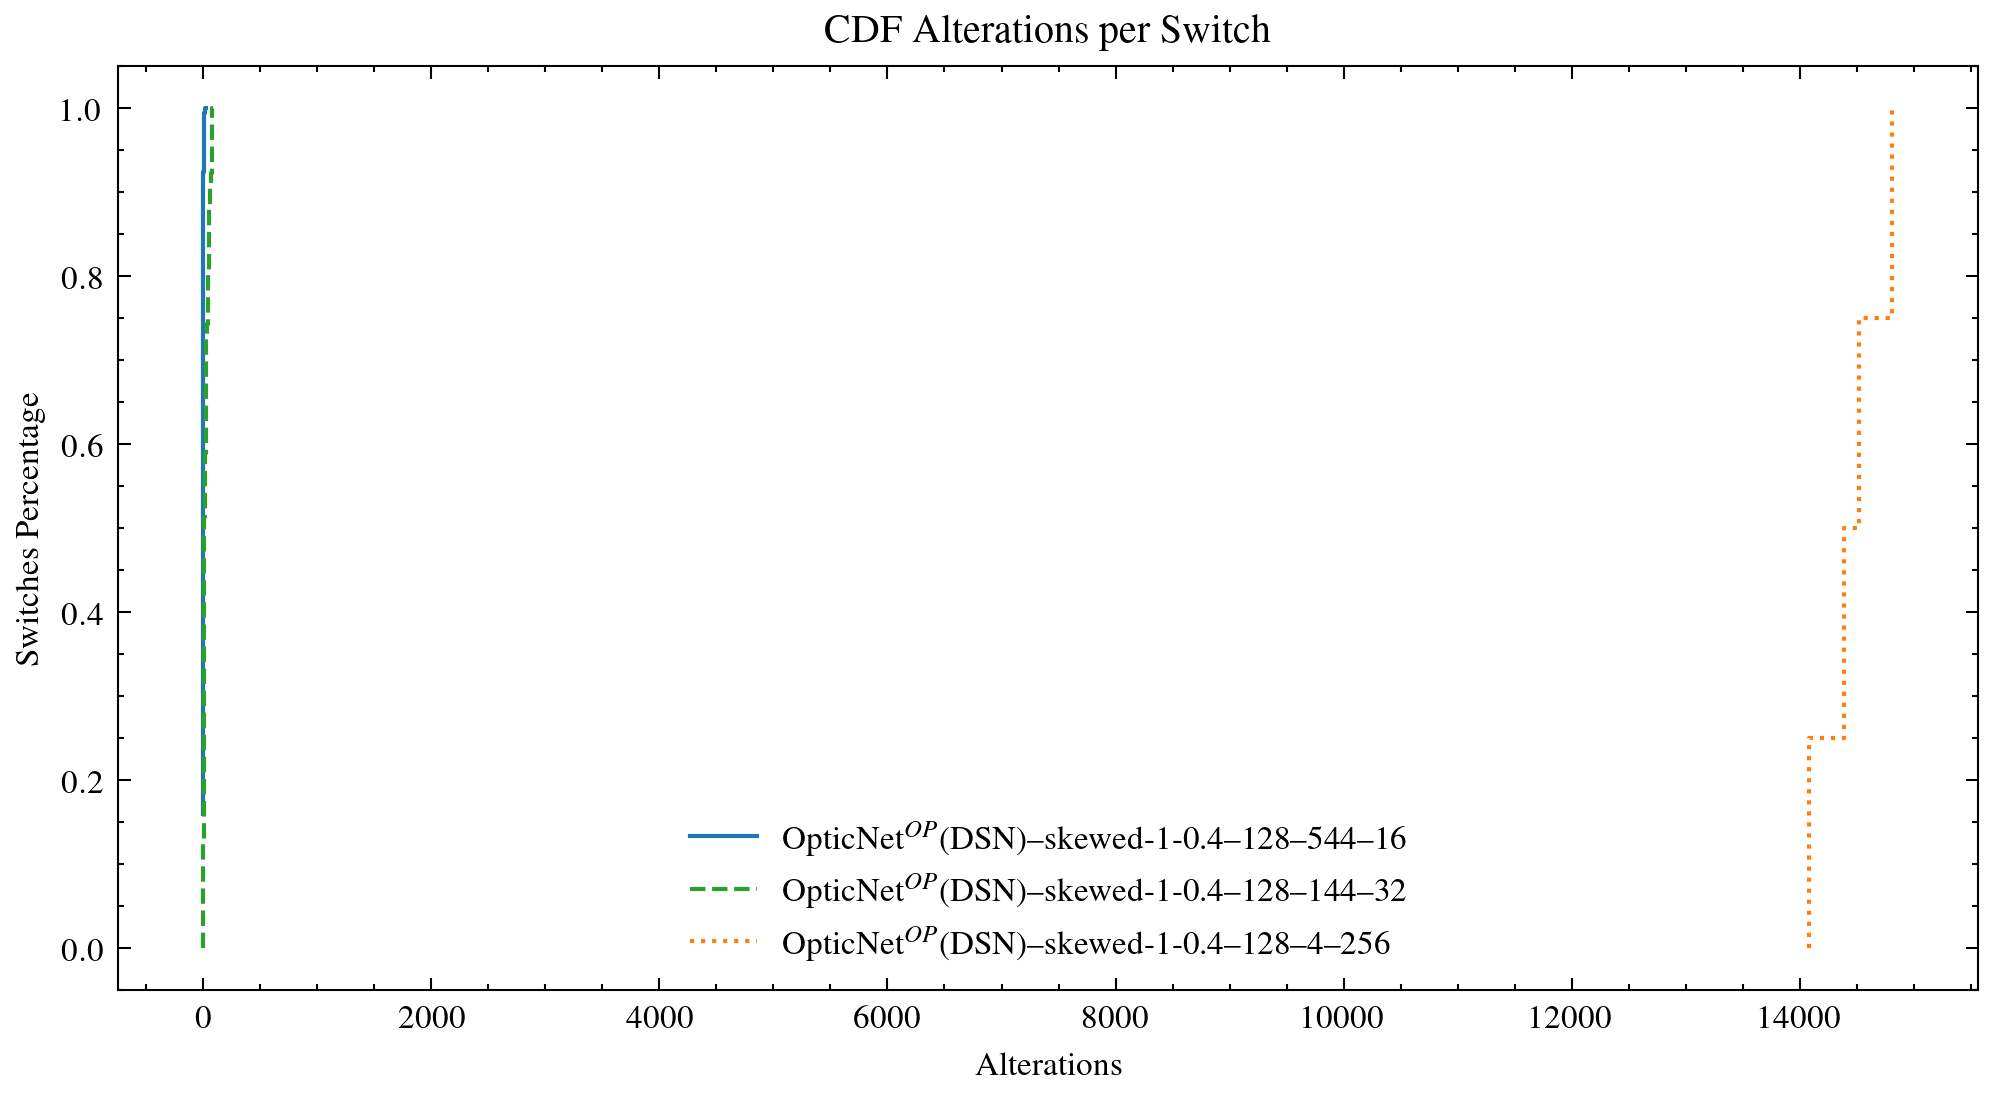 CDF Alterations per Switch
1.0
0.8
0.6
0.4
0.2
0.0
Switches Percentage
OpticNet^OP(DSN)–skewed-1-0.4–128–544–16
OpticNet^OP(DSN)–skewed-1-0.4–128–144–32
OpticNet^OP(DSN)–skewed-1-0.4–128–4–256
0 2000 4000 6000 8000 10000 12000 14000
Alterations